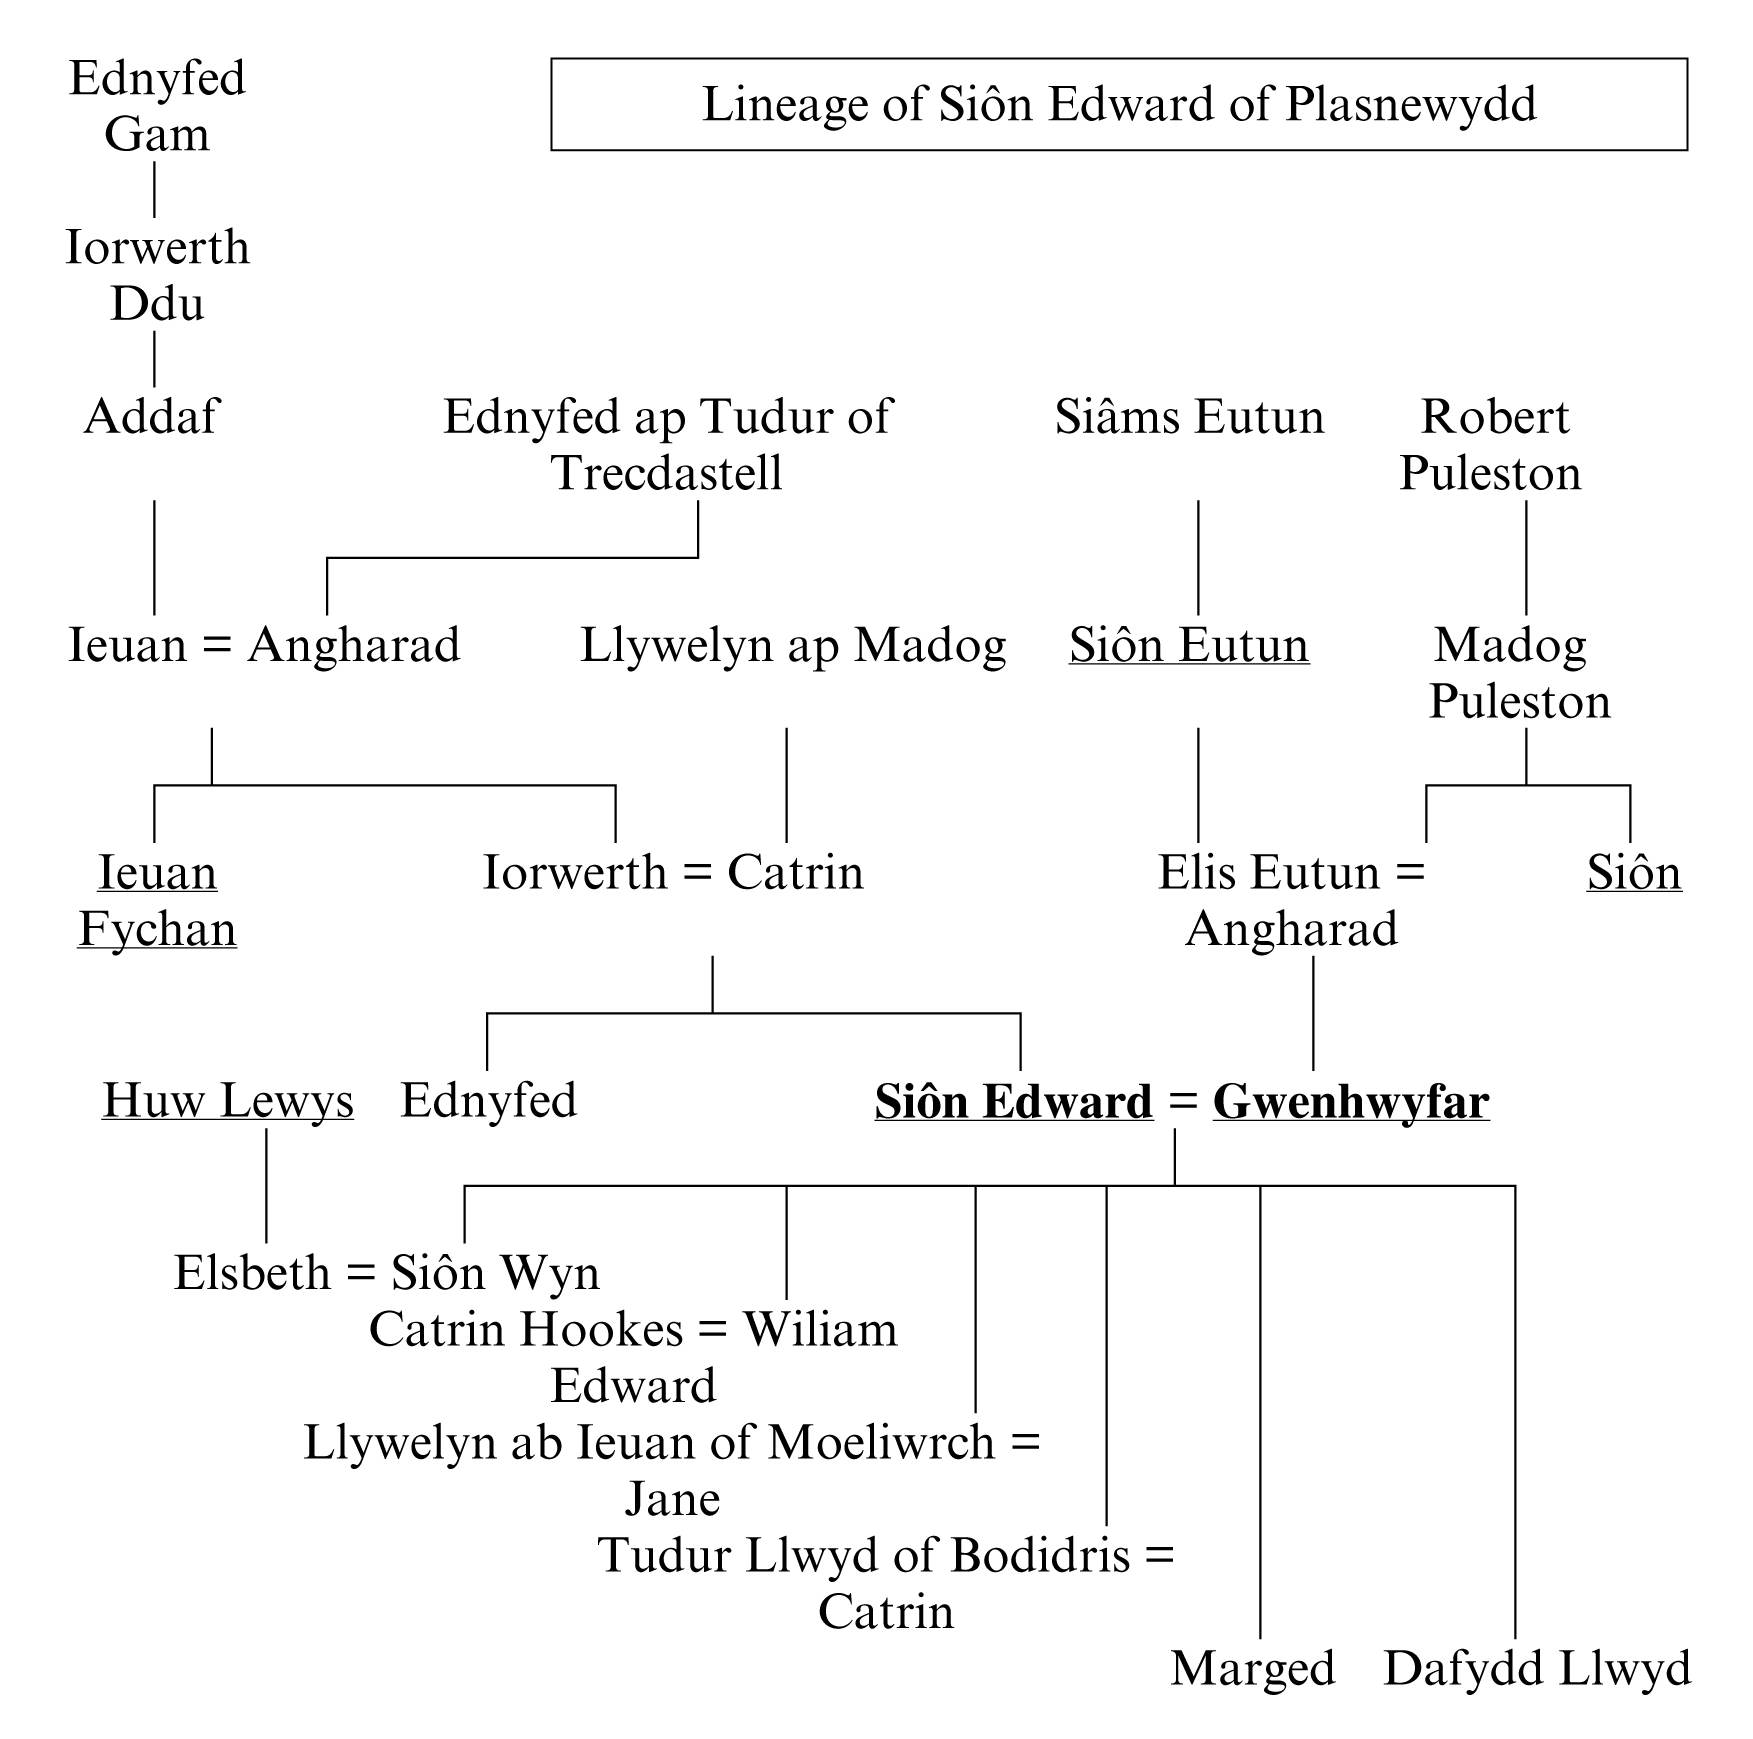 Ednyfed
Gam
Lineage of Siôn Edward of Plasnewydd
Iorwerth
Ddu
Addaf
Ednyfed ap Tudur of
Trecdastell
Siâms Eutun
Robert
Puleston
Ieuan = Angharad
Llywelyn ap Madog
Siôn Eutun
Madog
Puleston
Ieuan
Fychan
Iorwerth = Catrin
Elis Eutun =
Angharad
Siôn
Huw Lewys
Ednyfed
Siôn Edward = Gwenhwyfar
Elsbeth = Siôn Wyn
Catrin Hookes = Wiliam
Edward
Llywelyn ab Ieuan of Moeliwrch =
Jane
Tudur Llwyd of Bodidris =
Catrin
Marged
Dafydd Llwyd